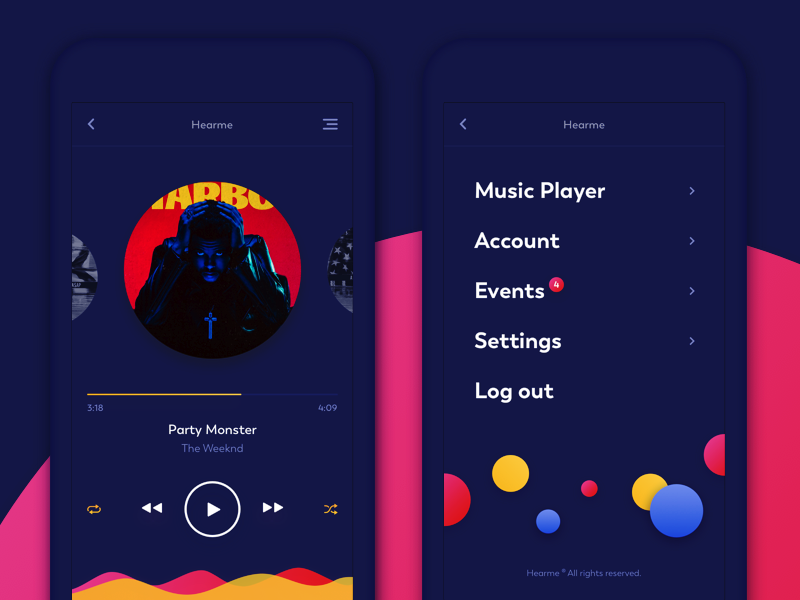 Hearme
TARBO
3:18
4:09
Party Monster
The Weeknd
Hearme
Music Player
Account
Events 4
Settings
Log out
Hearme ® All rights reserved.